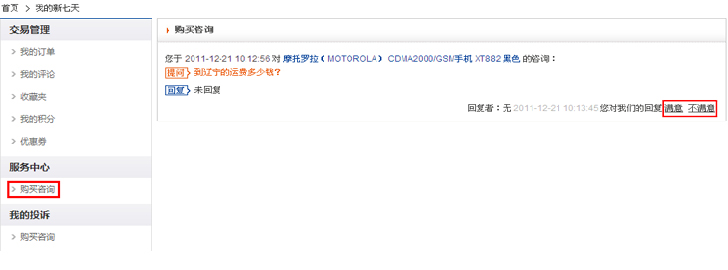 首页 > 我的新七天
交易管理
> 我的订单
> 我的评论
> 收藏夹
> 我的积分
> 优惠券
服务中心
> 购买咨询
我的投诉
> 购买咨询
购买咨询
您于 2011-12-21 10:12:56 对 摩托罗拉（MOTOROLA） CDMA2000/GSM手机 XT882 黑色 的咨询：
提问 到辽宁的运费多少钱？
回复 未回复
回复者：无 2011-12-21 10:13:45 您对我们的回复 满意 不满意